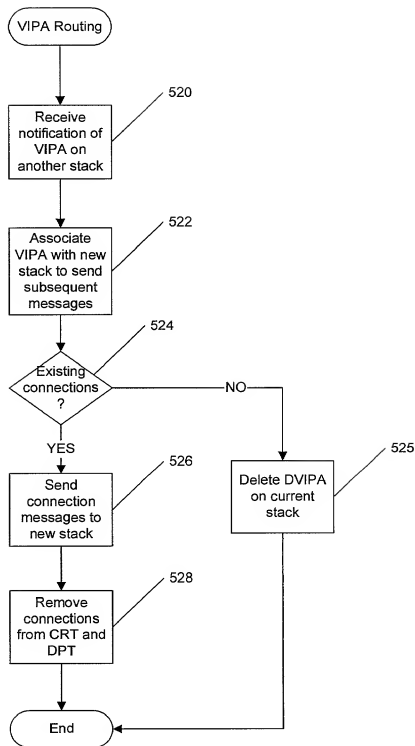 VIPA Routing
520
Receive
notification of
VIPA on
another stack
522
Associate
VIPA with new
stack to send
subsequent
messages
524
Existing
connections
?
NO
YES
525
526
Send
connection
messages to
new stack
Delete DVIPA
on current
stack
528
Remove
connections
from CRT and
DPT
End